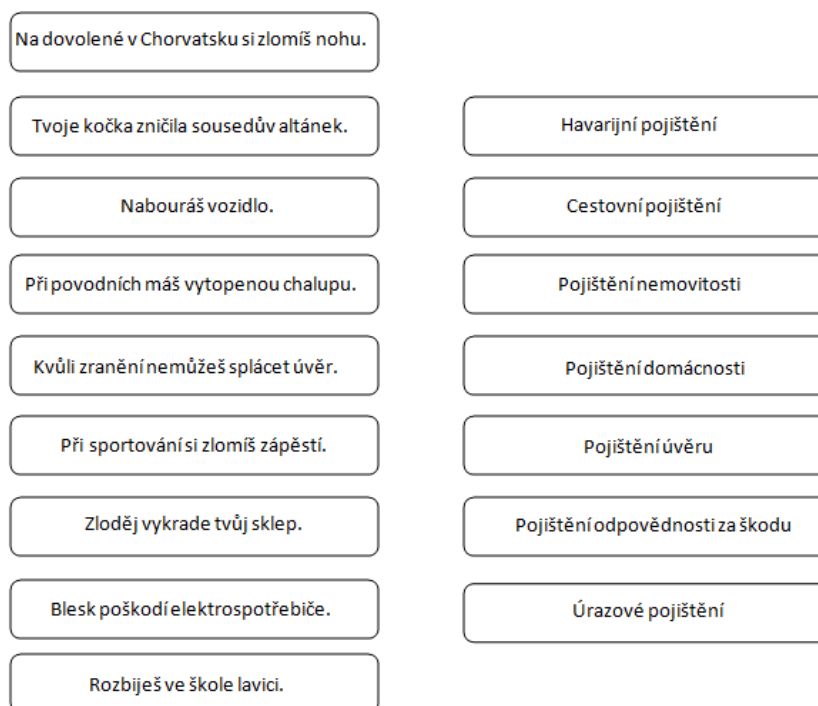 Na dovolené v Chorvatsku si zlomíš nohu.
Tvoje kočka zničila sousedův altánek.
Nabouráš vozidlo.
Při povodních máš vytopenou chalupu.
Kvůli zranění nemůžeš splácet úvěr.
Při sportování si zlomíš zápěstí.
Zloděj vykrade tvůj sklep.
Blesk poškodí elektrospotřebiče.
Rozbiješ ve škole lavici.
Havarijní pojištění
Cestovní pojištění
Pojištění nemovitosti
Pojištění domácnosti
Pojištění úvěru
Pojištění odpovědnosti za škodu
Úrazové pojištění